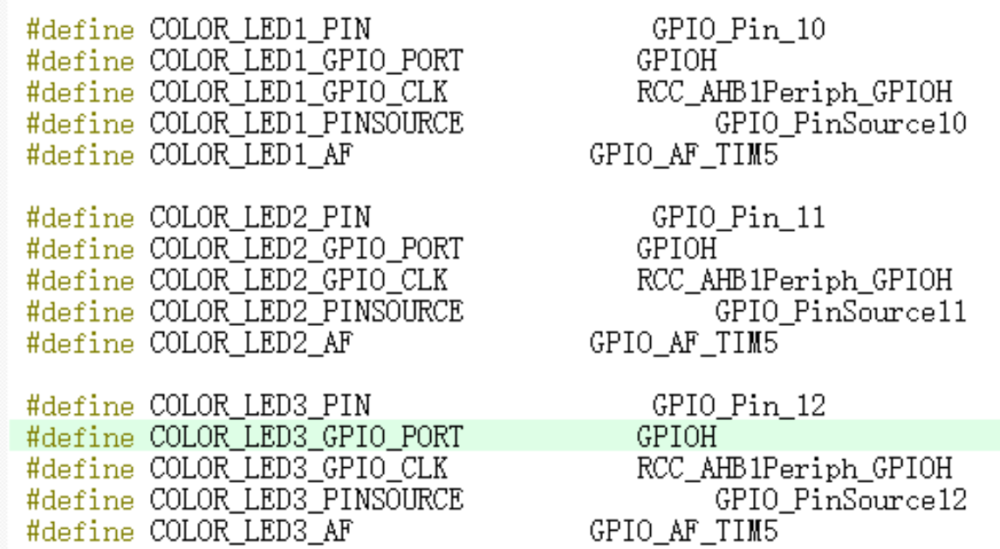 #define COLOR_LED1_PIN GPIO_Pin_10
#define COLOR_LED1_GPIO_PORT GPIOH
#define COLOR_LED1_GPIO_CLK RCC_AHB1Periph_GPIOH
#define COLOR_LED1_PINSOURCE GPIO_PinSource10
#define COLOR_LED1_AF GPIO_AF_TIM5

#define COLOR_LED2_PIN GPIO_Pin_11
#define COLOR_LED2_GPIO_PORT GPIOH
#define COLOR_LED2_GPIO_CLK RCC_AHB1Periph_GPIOH
#define COLOR_LED2_PINSOURCE GPIO_PinSource11
#define COLOR_LED2_AF GPIO_AF_TIM5

#define COLOR_LED3_PIN GPIO_Pin_12
#define COLOR_LED3_GPIO_PORT GPIOH
#define COLOR_LED3_GPIO_CLK RCC_AHB1Periph_GPIOH
#define COLOR_LED3_PINSOURCE GPIO_PinSource12
#define COLOR_LED3_AF GPIO_AF_TIM5